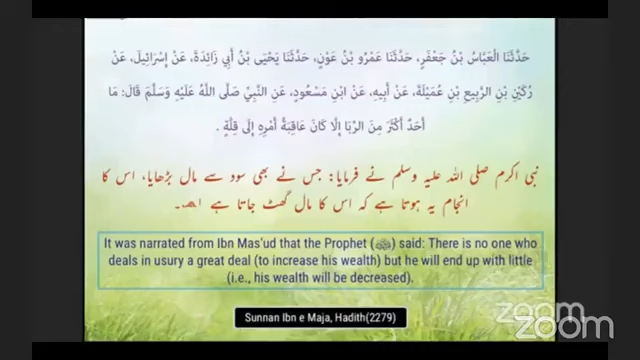 حَدَّثَنَا الْعَبَّاسُ بْنُ جَعْفَرٍ، حَدَّثَنَا عَمْرُو بْنُ عَوْنٍ، حَدَّثَنَا يَحْيَى بْنُ أَبِي زَائِدَةَ، عَنْ إِسْرَائِيلَ، عَنْ
رُكَيْنِ بْنِ الرَّبِيعِ بْنِ عُمَيْلَةَ، عَنْ أَبِيهِ، عَنْ ابْنِ مَسْعُودٍ، عَنِ النَّبِيِّ صَلَّى اللَّهُ عَلَيْهِ وَسَلَّمَ قَالَ: مَا
أَحَدٌ أَكْثَرَ مِنَ الرِّبَا إِلَّا كَانَ عَاقِبَةُ أَمْرِهِ إِلَى قِلَّةٍ .
نبی اکرم صلی اللہ علیہ وسلم نے فرمایا: جس نے بھی سود سے مال بڑھایا، اس کا
انجام یہ ہوتا ہے کہ اس کا مال گھٹ جاتا ہے ۱؎۔
It was narrated from Ibn Mas'ud that the Prophet (ﷺ) said: There is no one who
deals in usury a great deal (to increase his wealth) but he will end up with little
(i.e., his wealth will be decreased).
Sunnan Ibn e Maja, Hadith(2279)
zoom
zoom